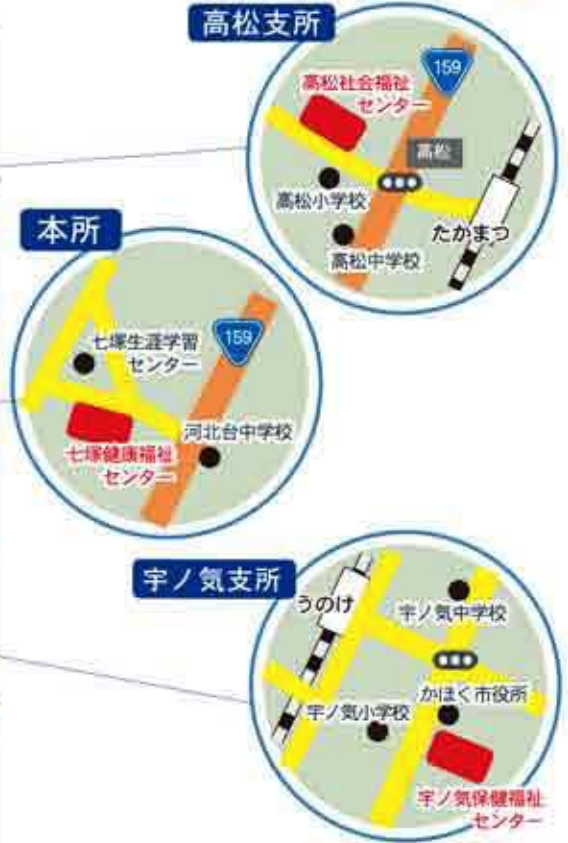 高松支所
159
高松社会福祉
センター
高松
高松小学校
たかまつ
高松中学校
本所
159
七塚生涯学習
センター
河北台中学校
七塚健康福祉
センター
宇ノ気支所
うのけ
宇ノ気中学校
かほく市役所
宇ノ気小学校
宇ノ気保健福祉
センター